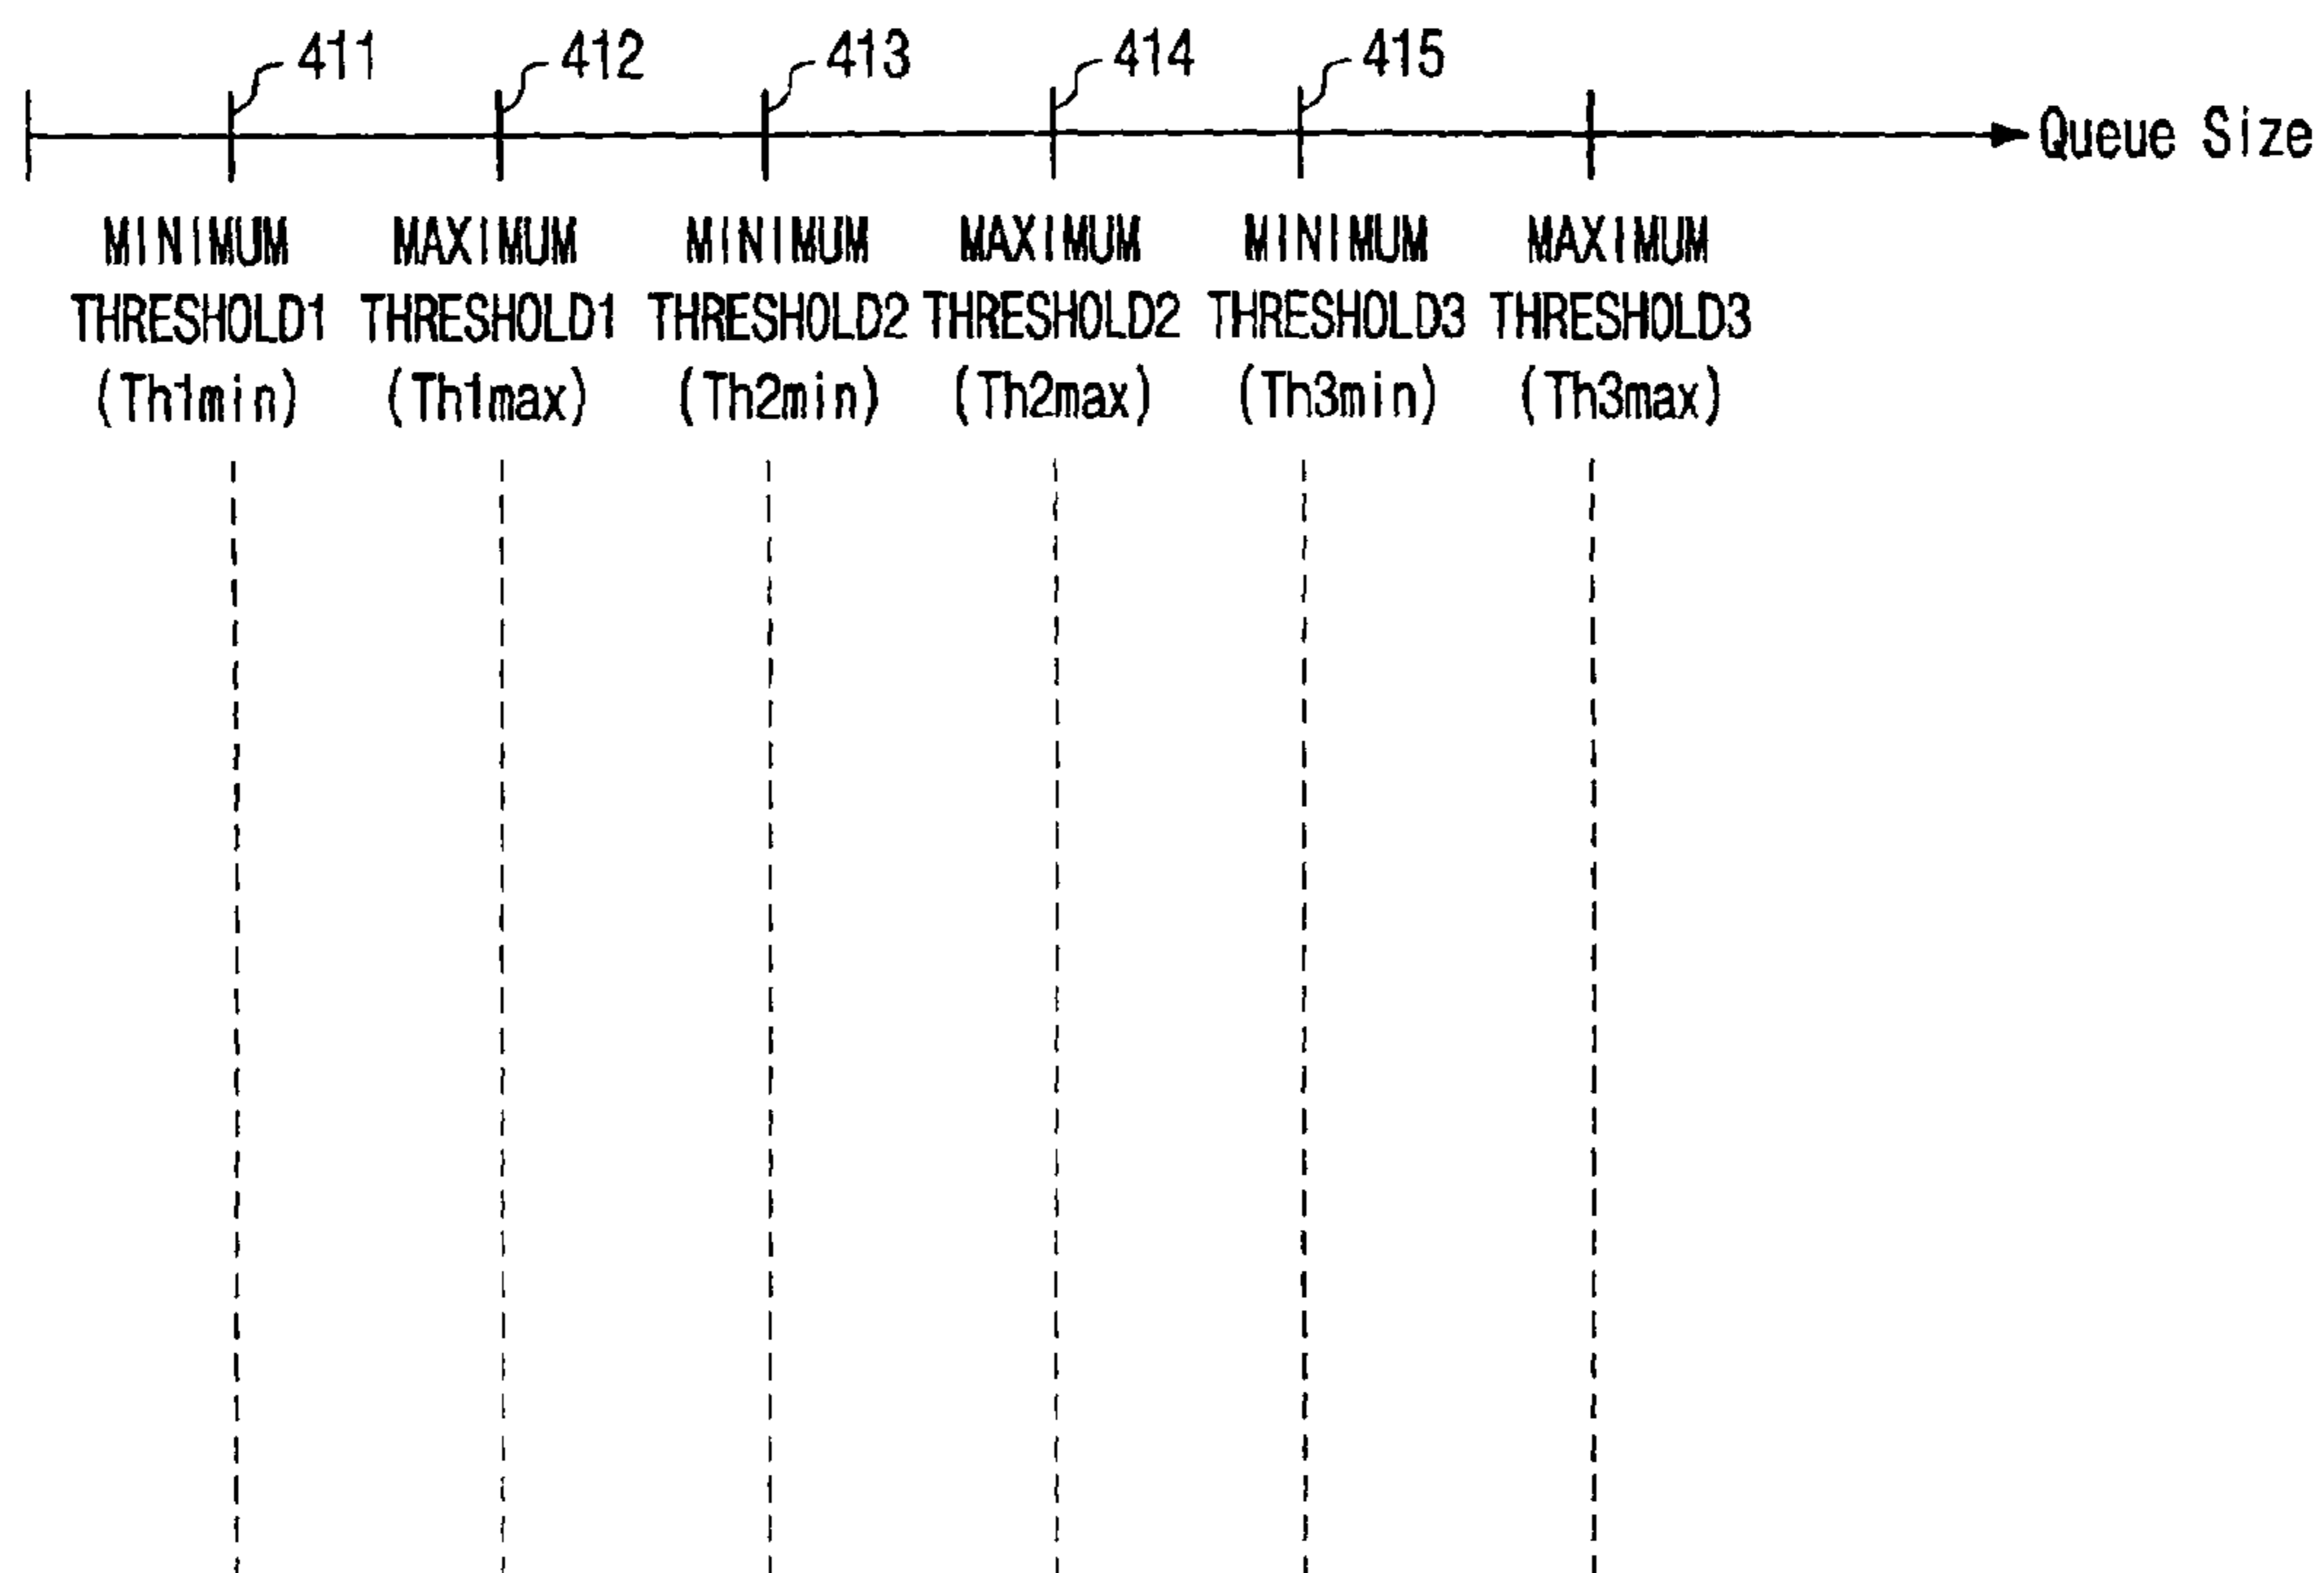 411 412 413 414 415
Queue Size
MINIMUM MAXIMUM MINIMUM MAXIMUM MINIMUM MAXIMUM
THRESHOLD1 THRESHOLD1 THRESHOLD2 THRESHOLD2 THRESHOLD3 THRESHOLD3
(Th1min) (Th1max) (Th2min) (Th2max) (Th3min) (Th3max)